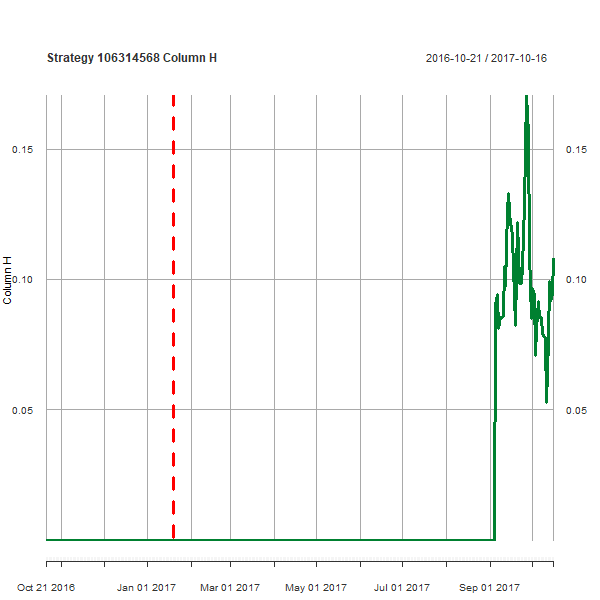 Strategy 106314568 Column H
2016-10-21 / 2017-10-16
0.15 0.15
Column H
0.10 0.10
0.05 0.05
Oct 21 2016 Jan 01 2017 Mar 01 2017 May 01 2017 Jul 01 2017 Sep 01 2017